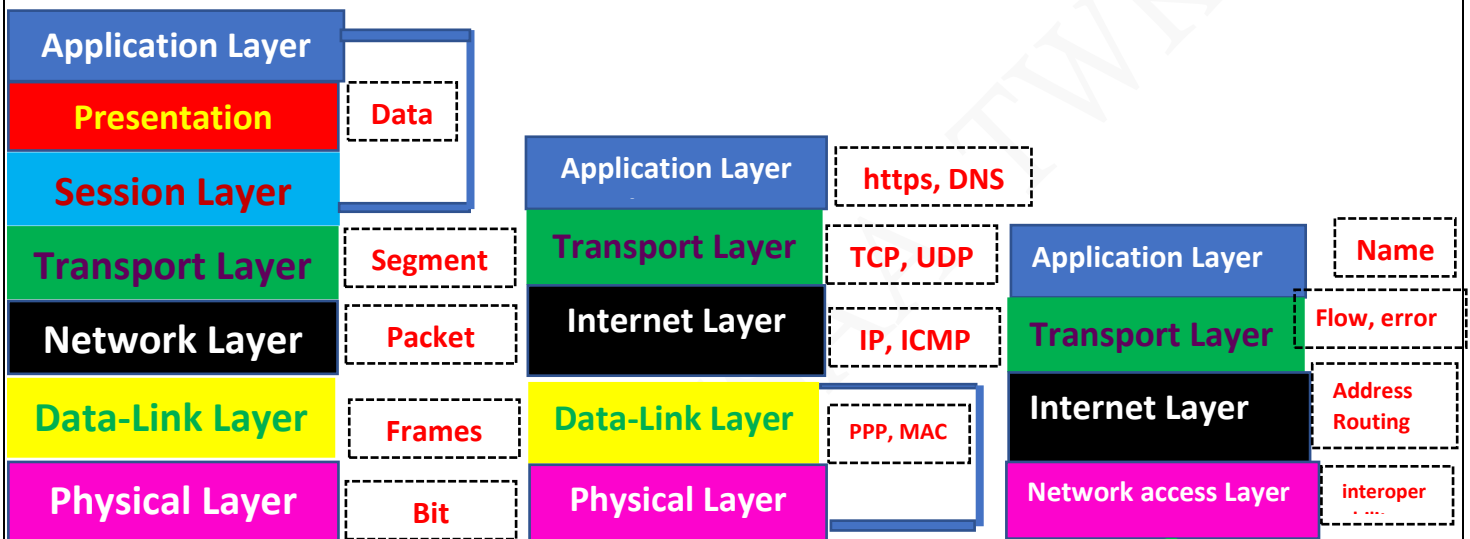 Application Layer
Presentation
Data
Session Layer
Transport Layer
Segment
Network Layer
Packet
Data-Link Layer
Frames
Physical Layer
Bit
Application Layer
https, DNS
Transport Layer
TCP, UDP
Internet Layer
IP, ICMP
Data-Link Layer
PPP, MAC
Physical Layer
Application Layer
Name
Transport Layer
Flow, error
Internet Layer
Address
Routing
Network access Layer
interoper